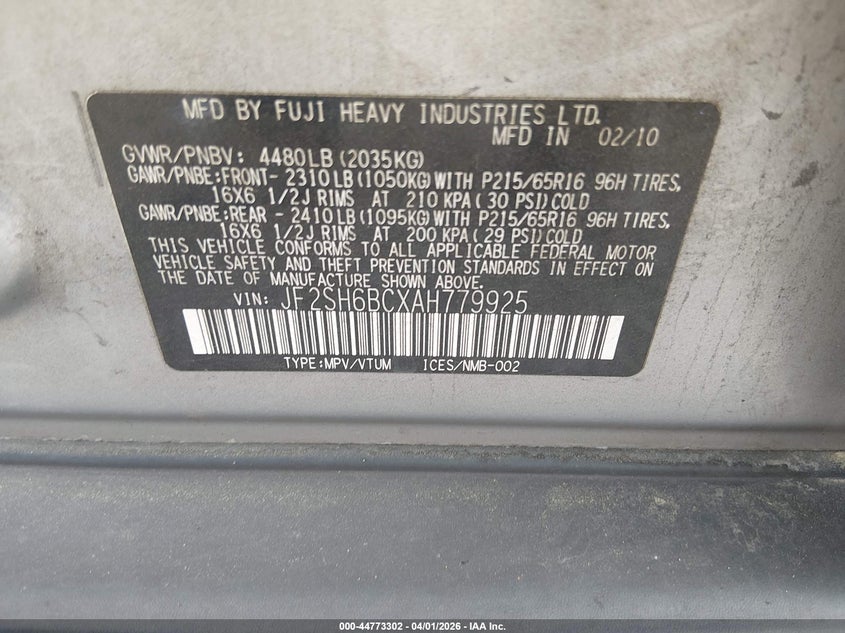 MFD BY FUJI HEAVY INDUSTRIES LTD.
MFD IN 02/10
GVWR/PNBV: 4480LB(2035KG)
GAWR/PNBE:FRONT- 2310LB(1050KG)WITH P215/65R16 96H TIRES,
16X6 1/2J RIMS AT 210 KPA(30 PSI)COLD
GAWR/PNBE:REAR - 2410LB(1095KG)WITH P215/65R16 96H TIRES,
16X6 1/2J RIMS AT 200 KPA(29 PSI)COLD
THIS VEHICLE CONFORMS TO ALL APPLICABLE FEDERAL MOTOR
VEHICLE SAFETY AND THEFT PREVENTION STANDARDS IN EFFECT ON
THE DATE OF MANUFACTURE SHOWN ABOVE.
VIN: JF2SH6BCXAH779925
TYPE:MPV/VTUM ICES/NMB-002
000-44773302 - 04/01/2026 - IAA Inc.